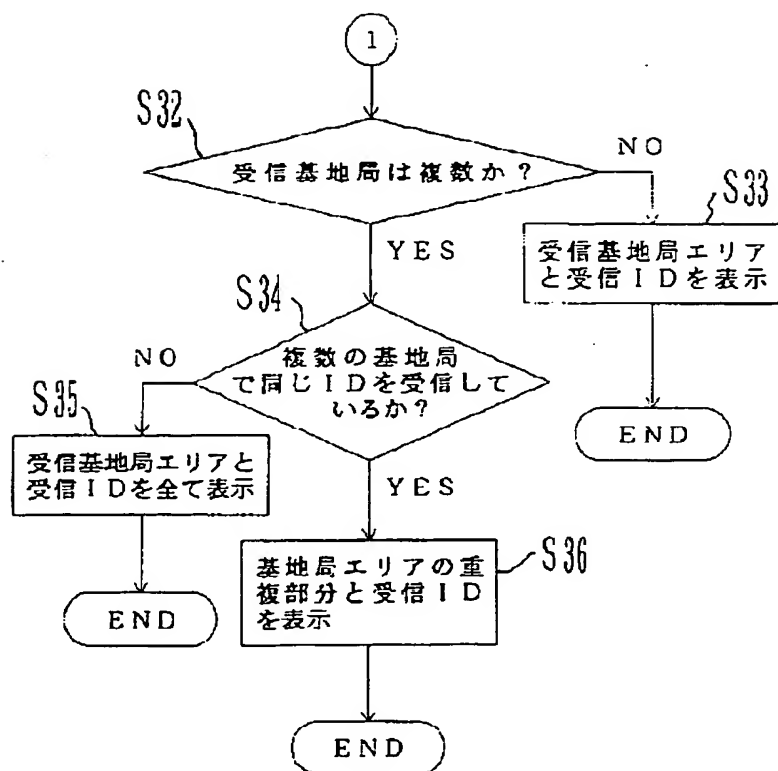 1
S32
受信基地局は複数か?
NO
S33
YES
受信基地局エリア
と受信IDを表示
S34
複数の基地局
で同じIDを受信して
いるか?
NO
END
S35
受信基地局エリアと
受信IDを全て表示
YES
S36
基地局エリアの重
複部分と受信ID
を表示
END
END